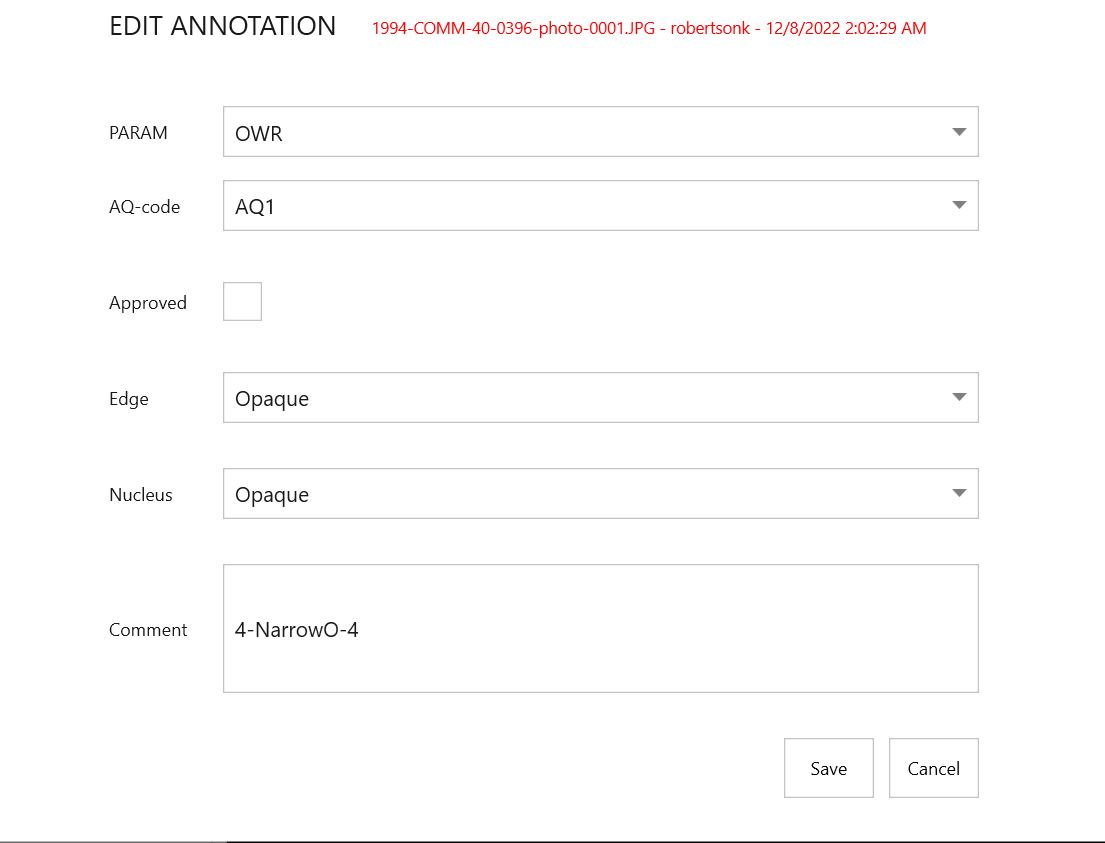 EDIT ANNOTATION 1994-COMM-40-0396-photo-0001.JPG - robertsonk - 12/8/2022 2:02:29 AM
PARAM OWR
AQ-code AQ1
Approved
Edge Opaque
Nucleus Opaque
Comment 4-NarrowO-4
Save Cancel